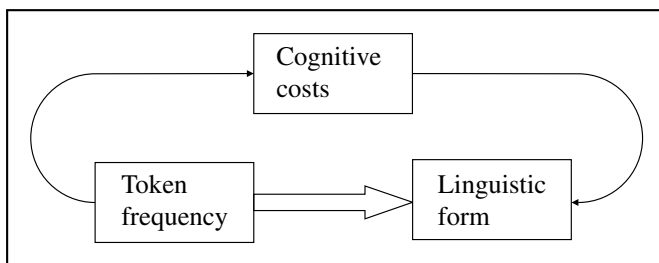 Cognitive
costs
Token
frequency
Linguistic
form